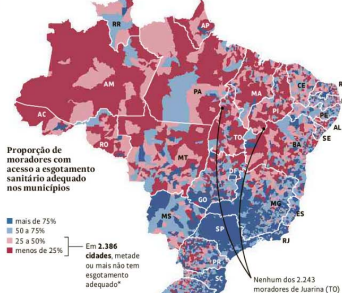 RR
AP
AM
PA
MA
CE
R
PE
AL
SE
PI
AC
RO
TO
BA
MT
DF
GO
MG
ES
MS
SP
RJ
PR
SC
Proporção de
moradores com
acesso a esgotamento
sanitário adequado
nos municípios
mais de 75%
50 a 75%
25 a 50%
menos de 25%
Em 2.386
cidades, metade
ou mais não tem
esgotamento
adequado*
Nenhum dos 2.243
moradores de Juarina (TO)